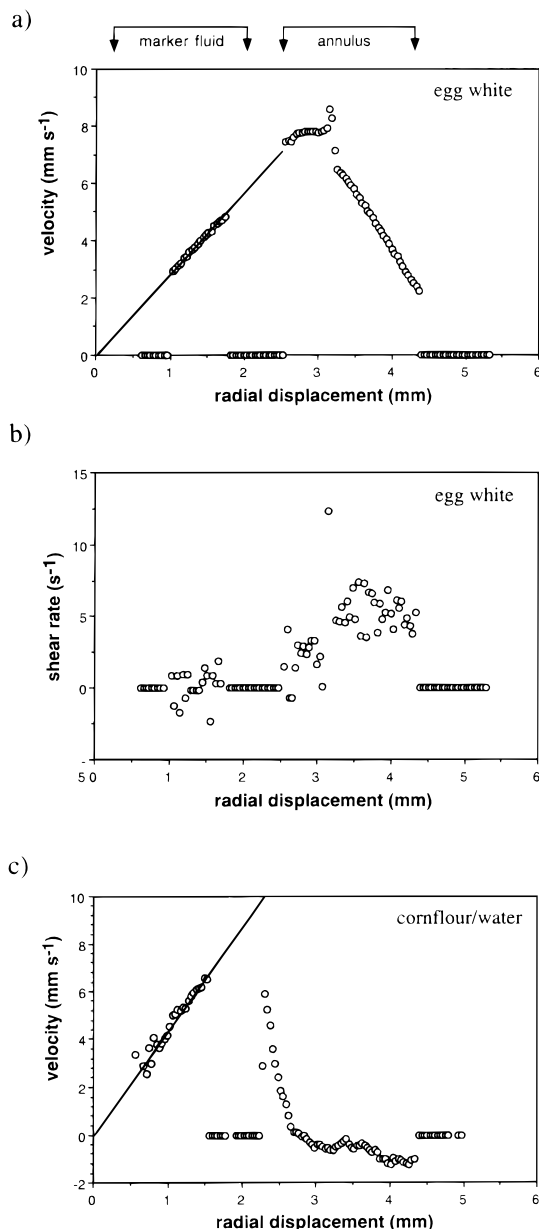 a)
marker fluid
annulus
10
egg white
8
6
4
2
0
velocity (mm s-1)
0 1 2 3 4 5 6
radial displacement (mm)
b)
15
egg white
10
5
0
-
5 0 1 2 3 4 5 6
shear rate (s-1)
radial displacement (mm)
c)
10
cornflour/water
8
6
4
2
0
-2
velocity (mm s-1)
0 1 2 3 4 5 6
radial displacement (mm)